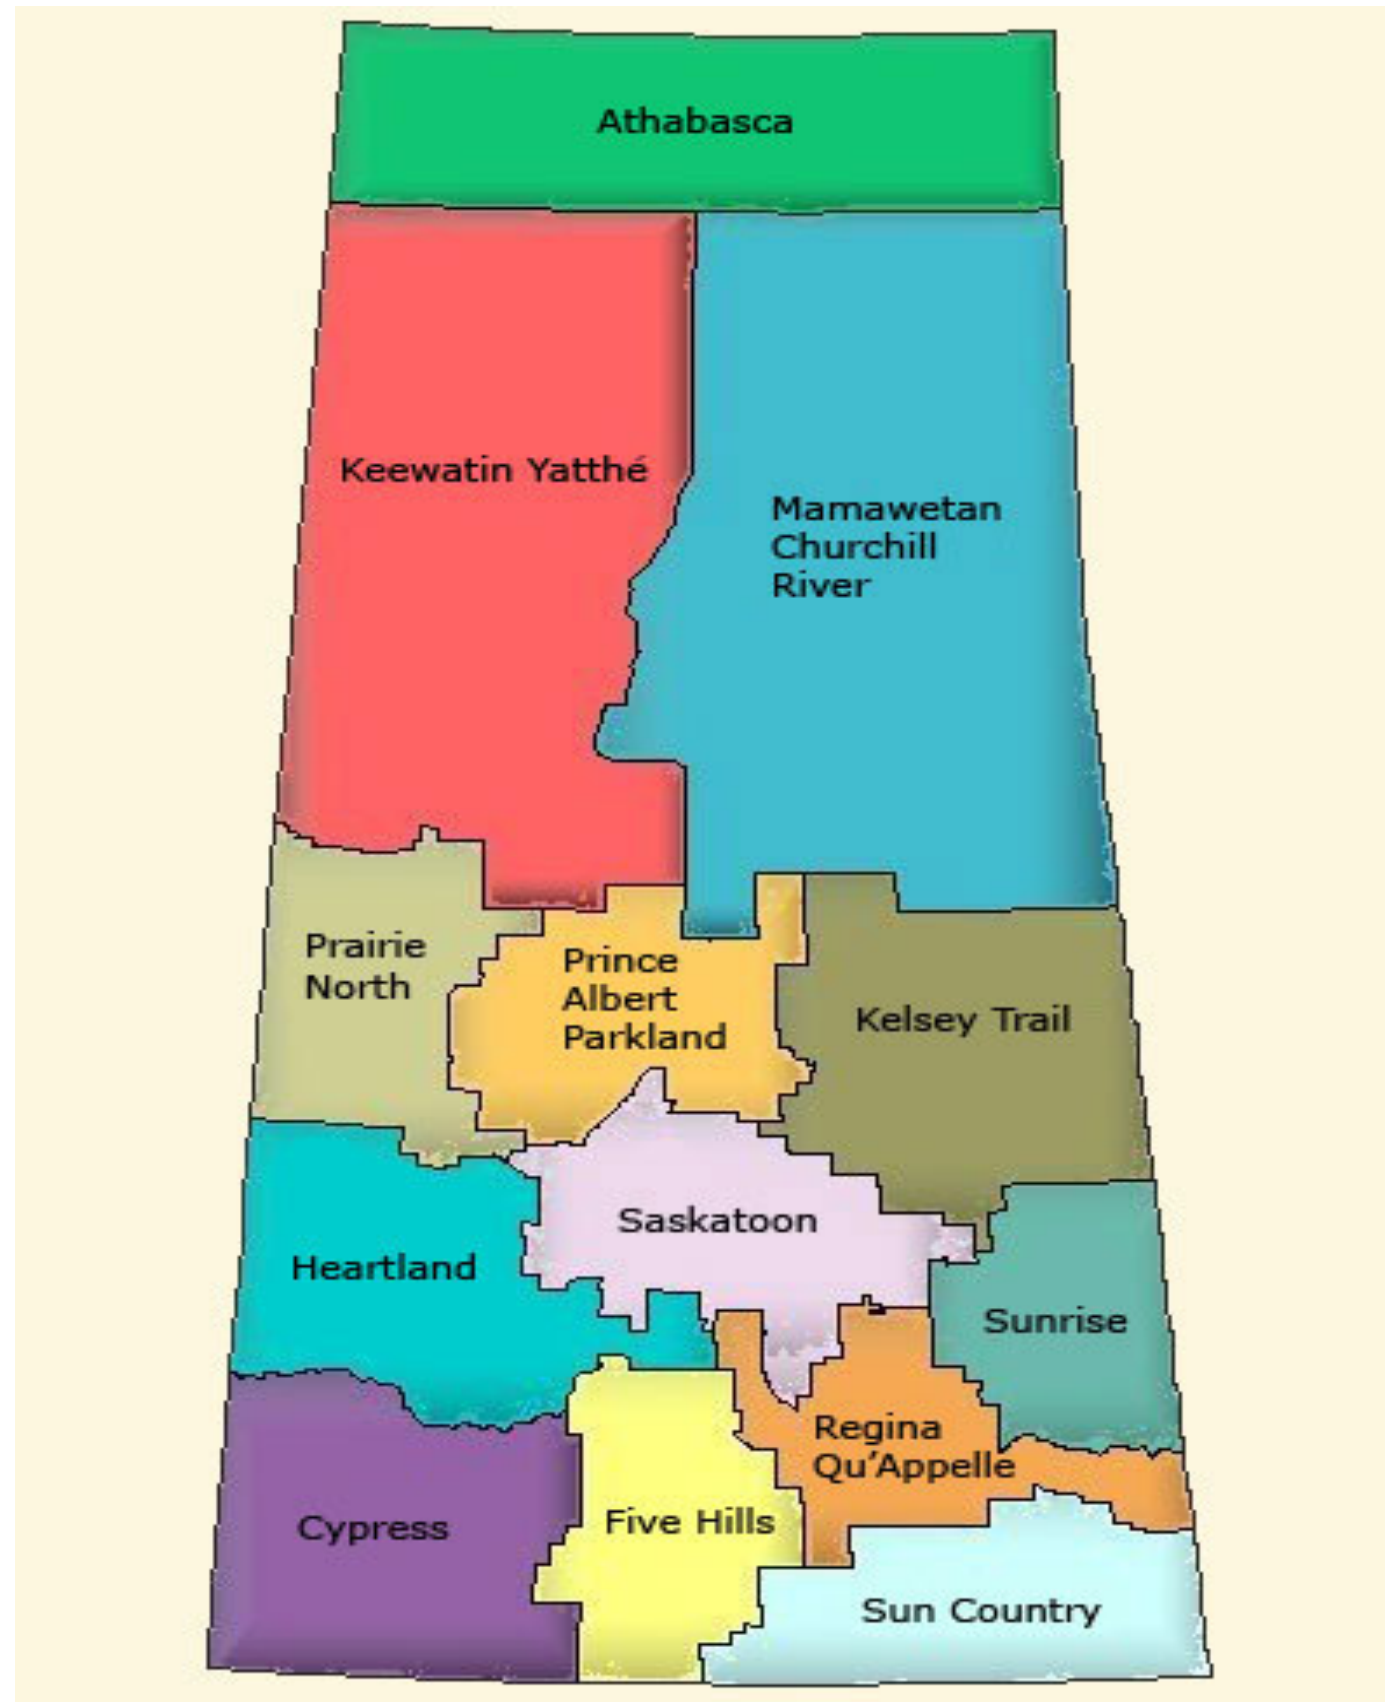 Athabasca
Keewatin Yatthé
Mamawetan
Churchill
River
Prairie
North
Prince
Albert
Parkland
Kelsey Trail
Saskatoon
Heartland
Sunrise
Regina
Qu’Appelle
Cypress
Five Hills
Sun Country